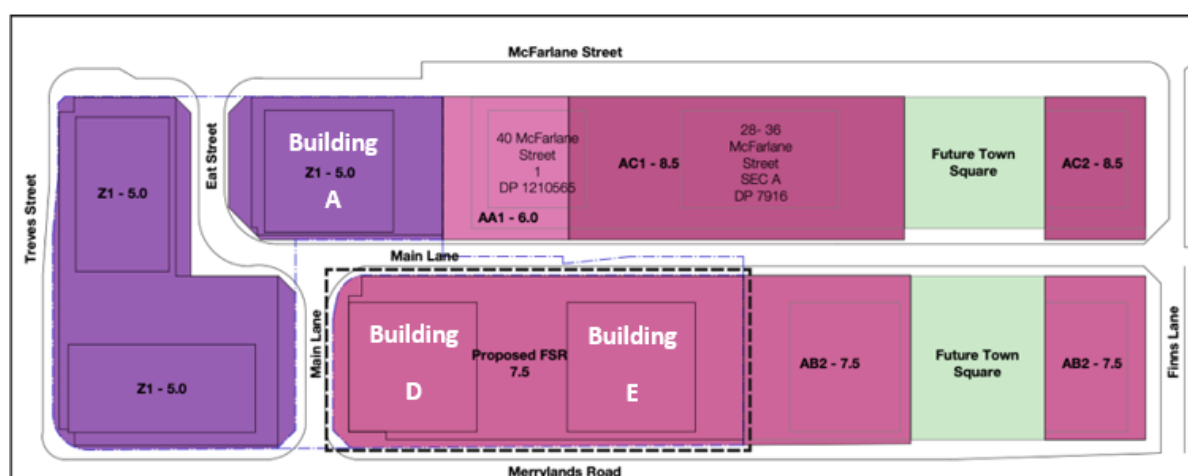 McFarlane Street
Treves Street
Eat Street
Z1 - 5.0
Building
Z1 - 5.0
A
40 McFarlane
Street
1
DP 1210565
AA1 - 6.0
AC1 - 8.5
28- 36
McFarlane
Street
SEC A
DP 7916
Future Town
Square
AC2 - 8.5
Main Lane
Main Lane
Z1 - 5.0
Building
D
Proposed FSR
7.5
Building
E
AB2 - 7.5
Future Town
Square
AB2 - 7.5
Finns Lane
Merrylands Road